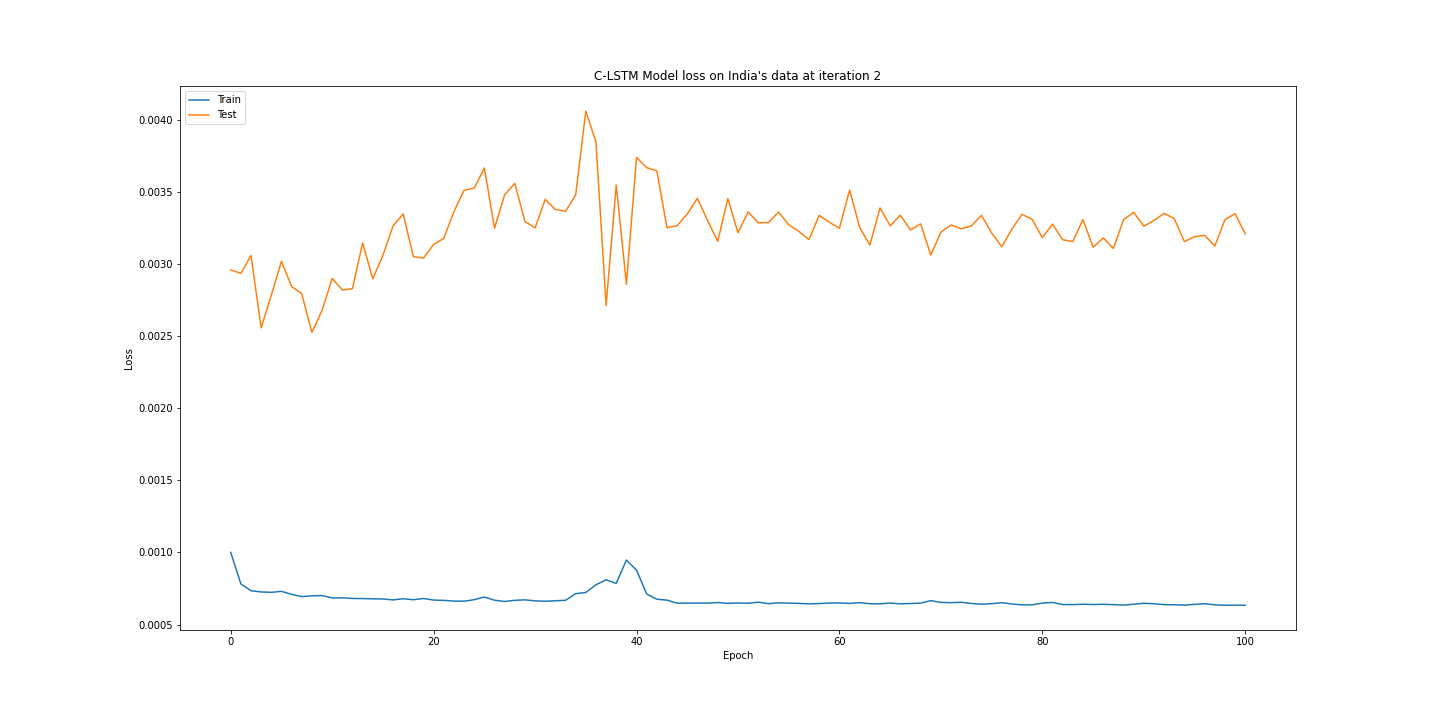 C-LSTM Model loss on India's data at iteration 2
Train
Test
0.0040
0.0035
0.0030
0.0025
0.0020
0.0015
0.0010
0.0005
Loss
0 20 40 60 80 100
Epoch